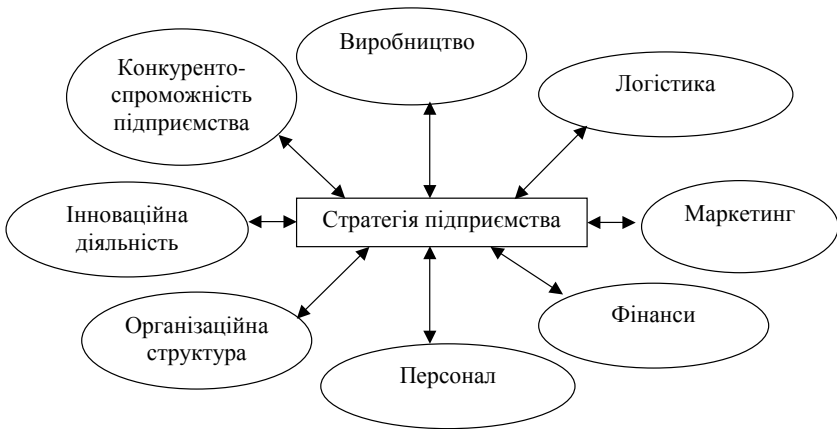 Виробництво
Конкуренто-
спроможність
підприємства
Логістика
Інноваційна
діяльність
Стратегія підприємства
Маркетинг
Організаційна
структура
Фінанси
Персонал